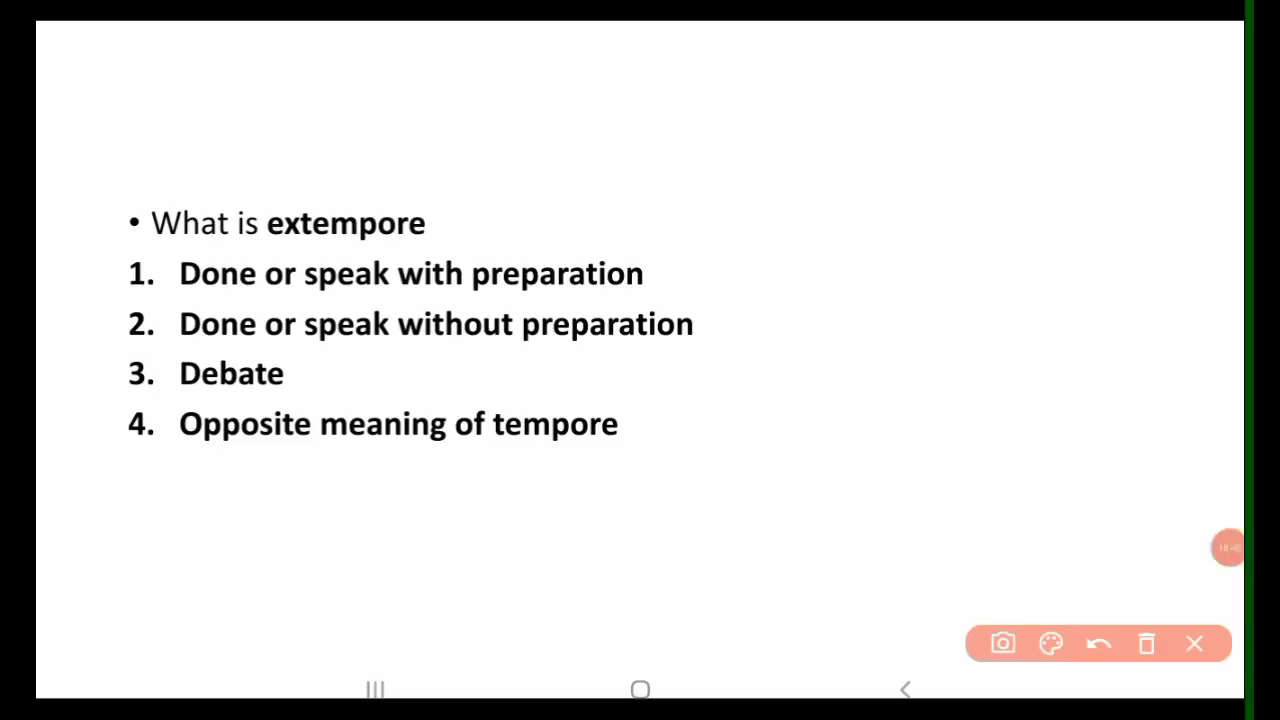 • What is extempore
1. Done or speak with preparation
2. Done or speak without preparation
3. Debate
4. Opposite meaning of tempore